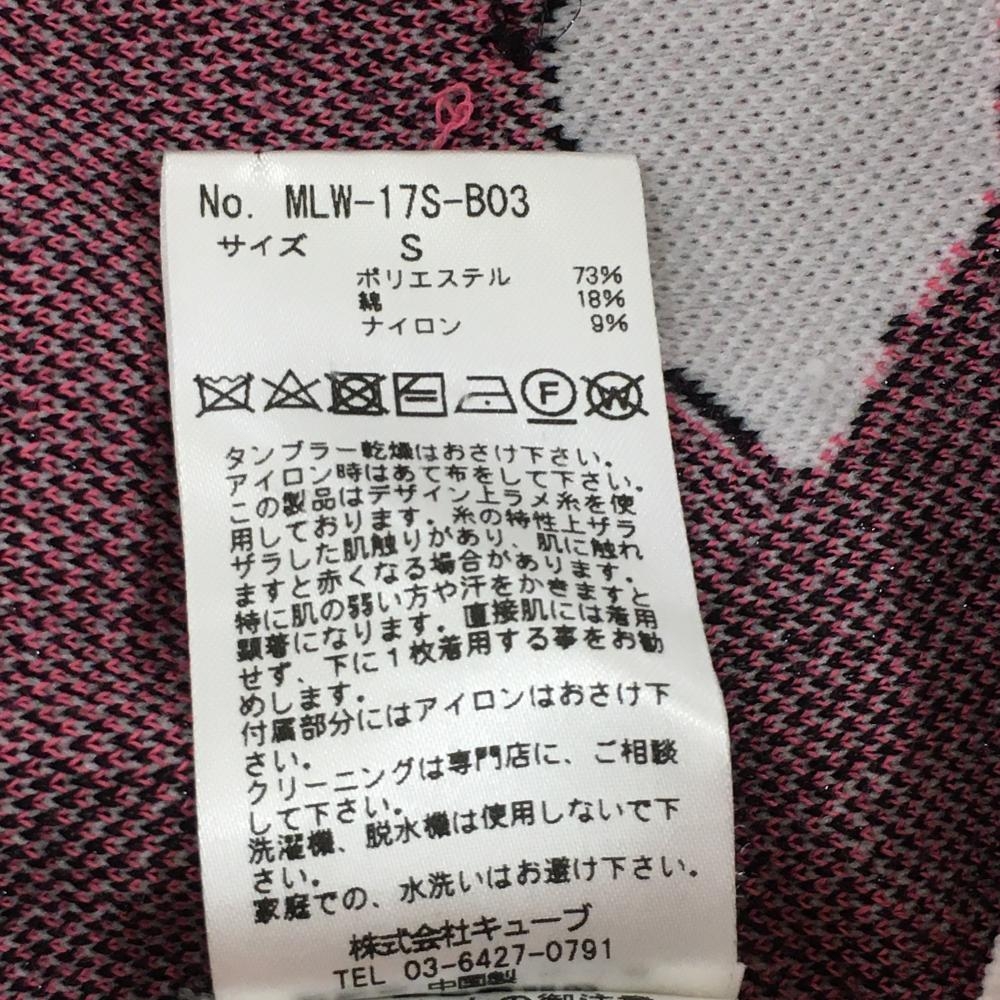 No. MLW-17S-B03
サイズ S
ポリエステル 73%
綿 18%
ナイロン 9%
F
W
タンブラー乾燥はおさけ下さい。
アイロン時はあて布をして下さい。
この製品はデザイン上ラメ糸を使
用しております。糸の特性上ザラ
ザラした肌触りがあり、肌に触れ
ますと赤くなる場合があります。
特に肌の弱い方や汗をかきますと
顕著になります。直接肌には着用
せず、下に1枚着用する事をお勧
めします。
付属部分にはアイロンはおさけ下
さい。
クリーニングは専門店に、ご相談
して下さい。
洗濯機、脱水機は使用しないで下
さい。
家庭での、水洗いはお避け下さい。
株式会社キューブ
TEL 03-6427-0791
中国製